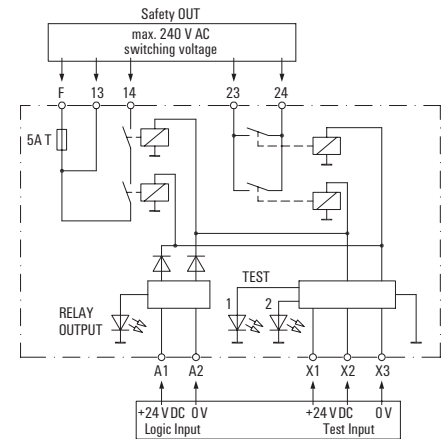 Safety OUT
max. 240 V AC
switching voltage
F 13 14 23 24
5A T
TEST
1 2
RELAY
OUTPUT
A1 A2 X1 X2 X3
+24 V DC 0 V +24 V DC 0 V
Logic Input Test Input